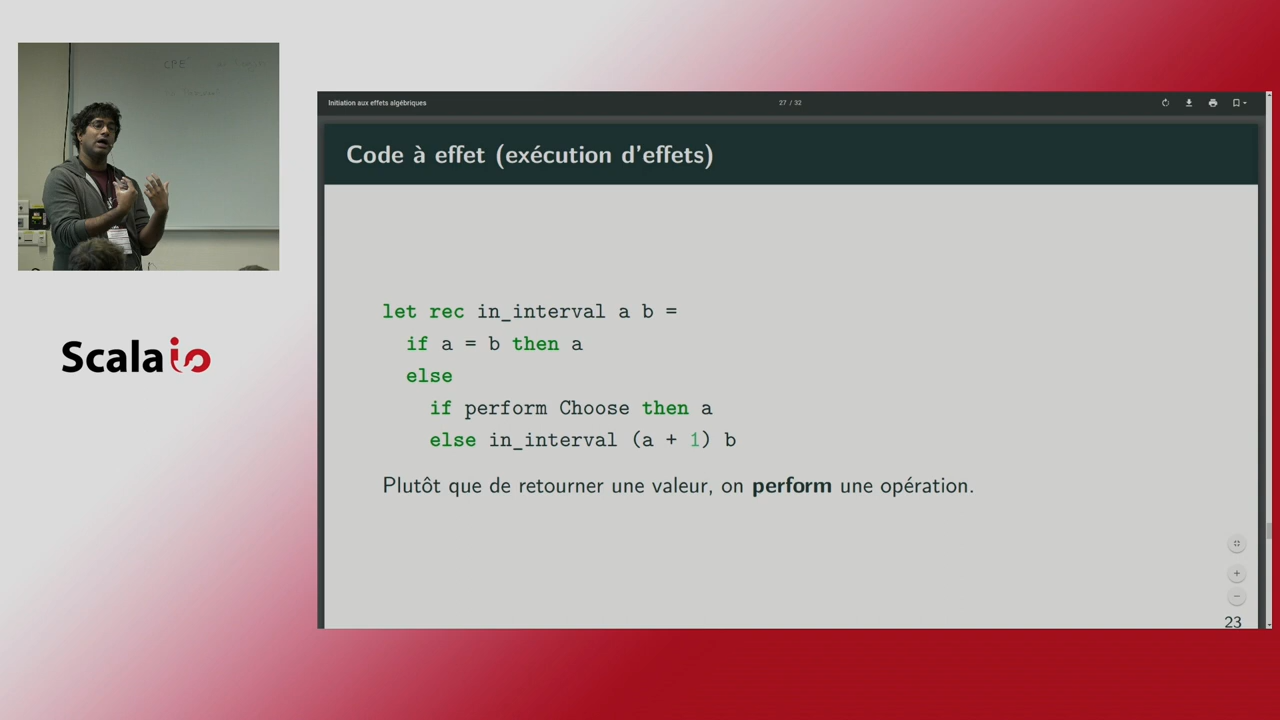 Initiation aux effets algébriques
27 / 32
Code à effet (exécution d'effets)
let rec in_interval a b =
if a = b then a
else
if perform Choose then a
else in_interval (a + 1) b
Plutôt que de retourner une valeur, on perform une opération.
23
Scala io
CPE